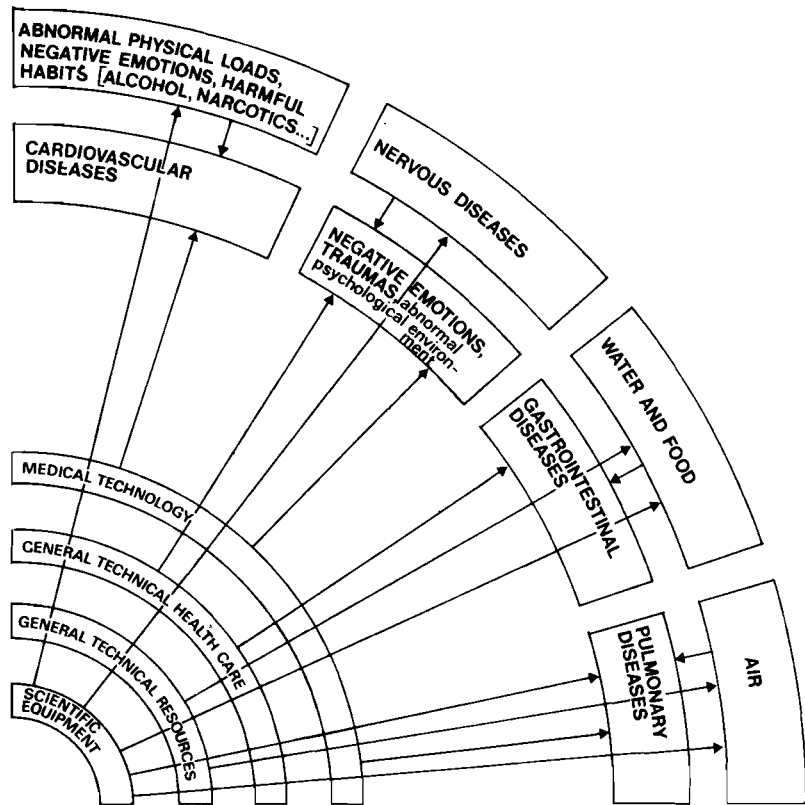 ABNORMAL PHYSICAL LOADS,
NEGATIVE EMOTIONS, HARMFUL
HABITS [ALCOHOL, NARCOTICS...]
CARDIOVASCULAR
DISEASES
NERVOUS DISEASES
NEGATIVE EMOTIONS,
TRAUMAS, abnormal
psychological environ-
ment
WATER AND FOOD
GASTROINTESTINAL
DISEASES
AIR
PULMONARY
DISEASES
MEDICAL TECHNOLOGY
GENERAL TECHNICAL HEALTH CARE
GENERAL TECHNICAL RESOURCES
SCIENTIFIC
EQUIPMENT